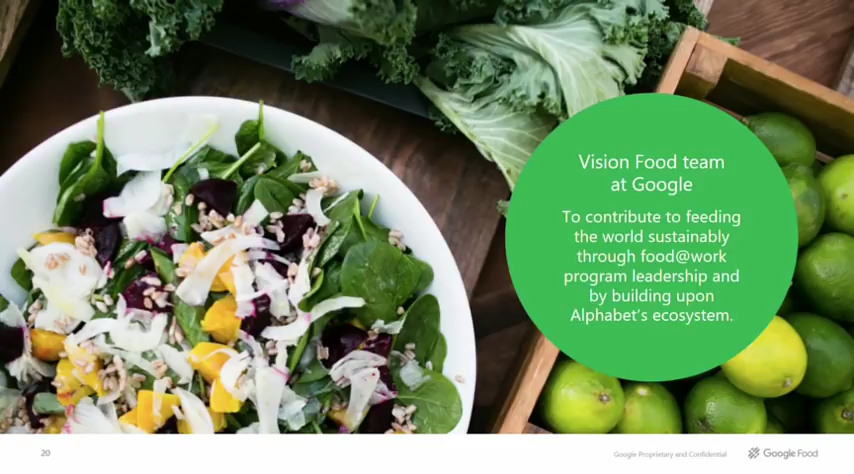 Vision Food team
at Google
To contribute to feeding
the world sustainably
through food@work
program leadership and
by building upon
Alphabet's ecosystem.
20
Google Proprietary and Confidential
Google Food